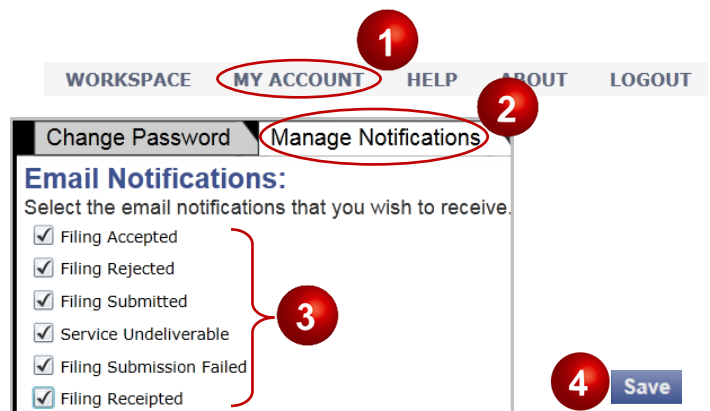 1
WORKSPACE MY ACCOUNT HELP ABOUT LOGOUT
2
Change Password Manage Notifications
Email Notifications:
Select the email notifications that you wish to receive.
Filing Accepted
Filing Rejected
Filing Submitted
3
Service Undeliverable
Filing Submission Failed
4 Save
Filing Receipted